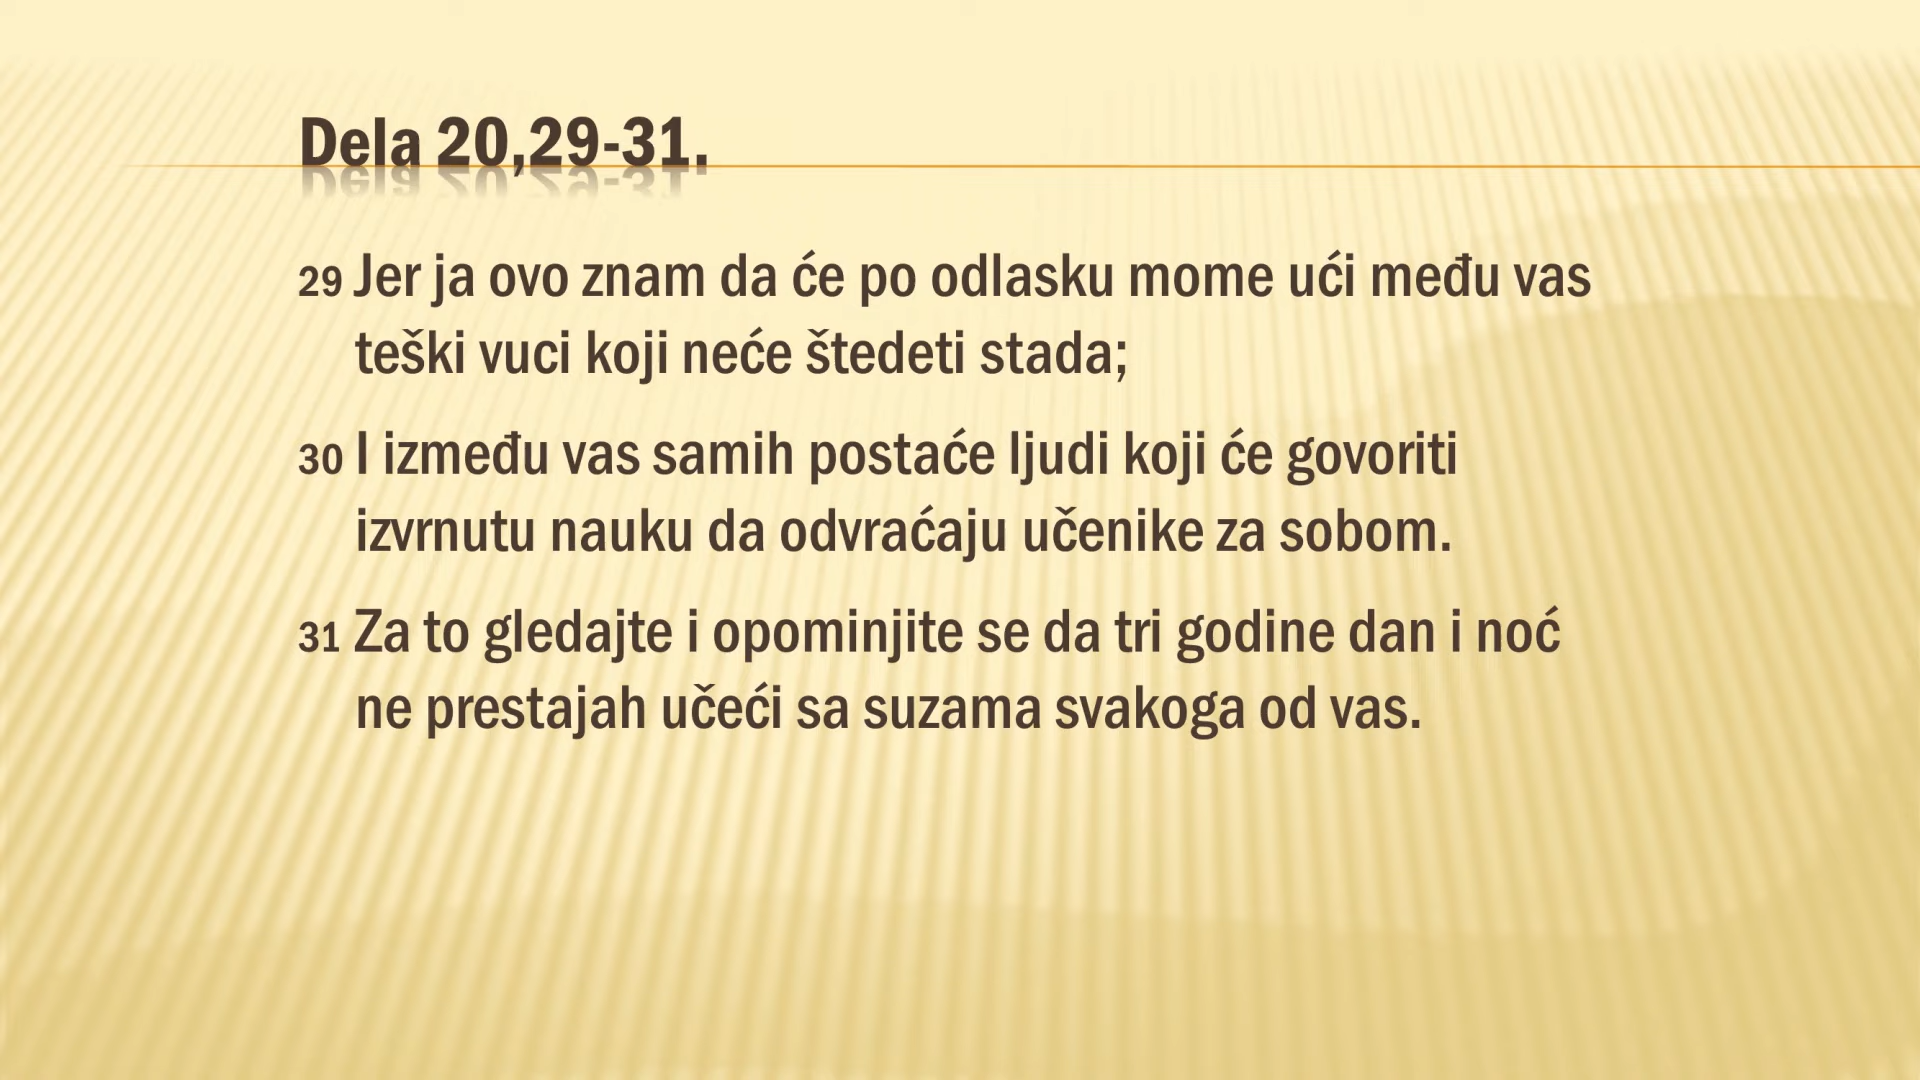 Dela 20,29-31.
29 Jer ja ovo znam da će po odlasku mome ući među vas
teški vuci koji neće štedeti stada;
30 I između vas samih postaće ljudi koji će govoriti
izvrnutu nauku da odvraćaju učenike za sobom.
31 Za to gledajte i opominjite se da tri godine dan i noć
ne prestajah učeći sa suzama svakoga od vas.